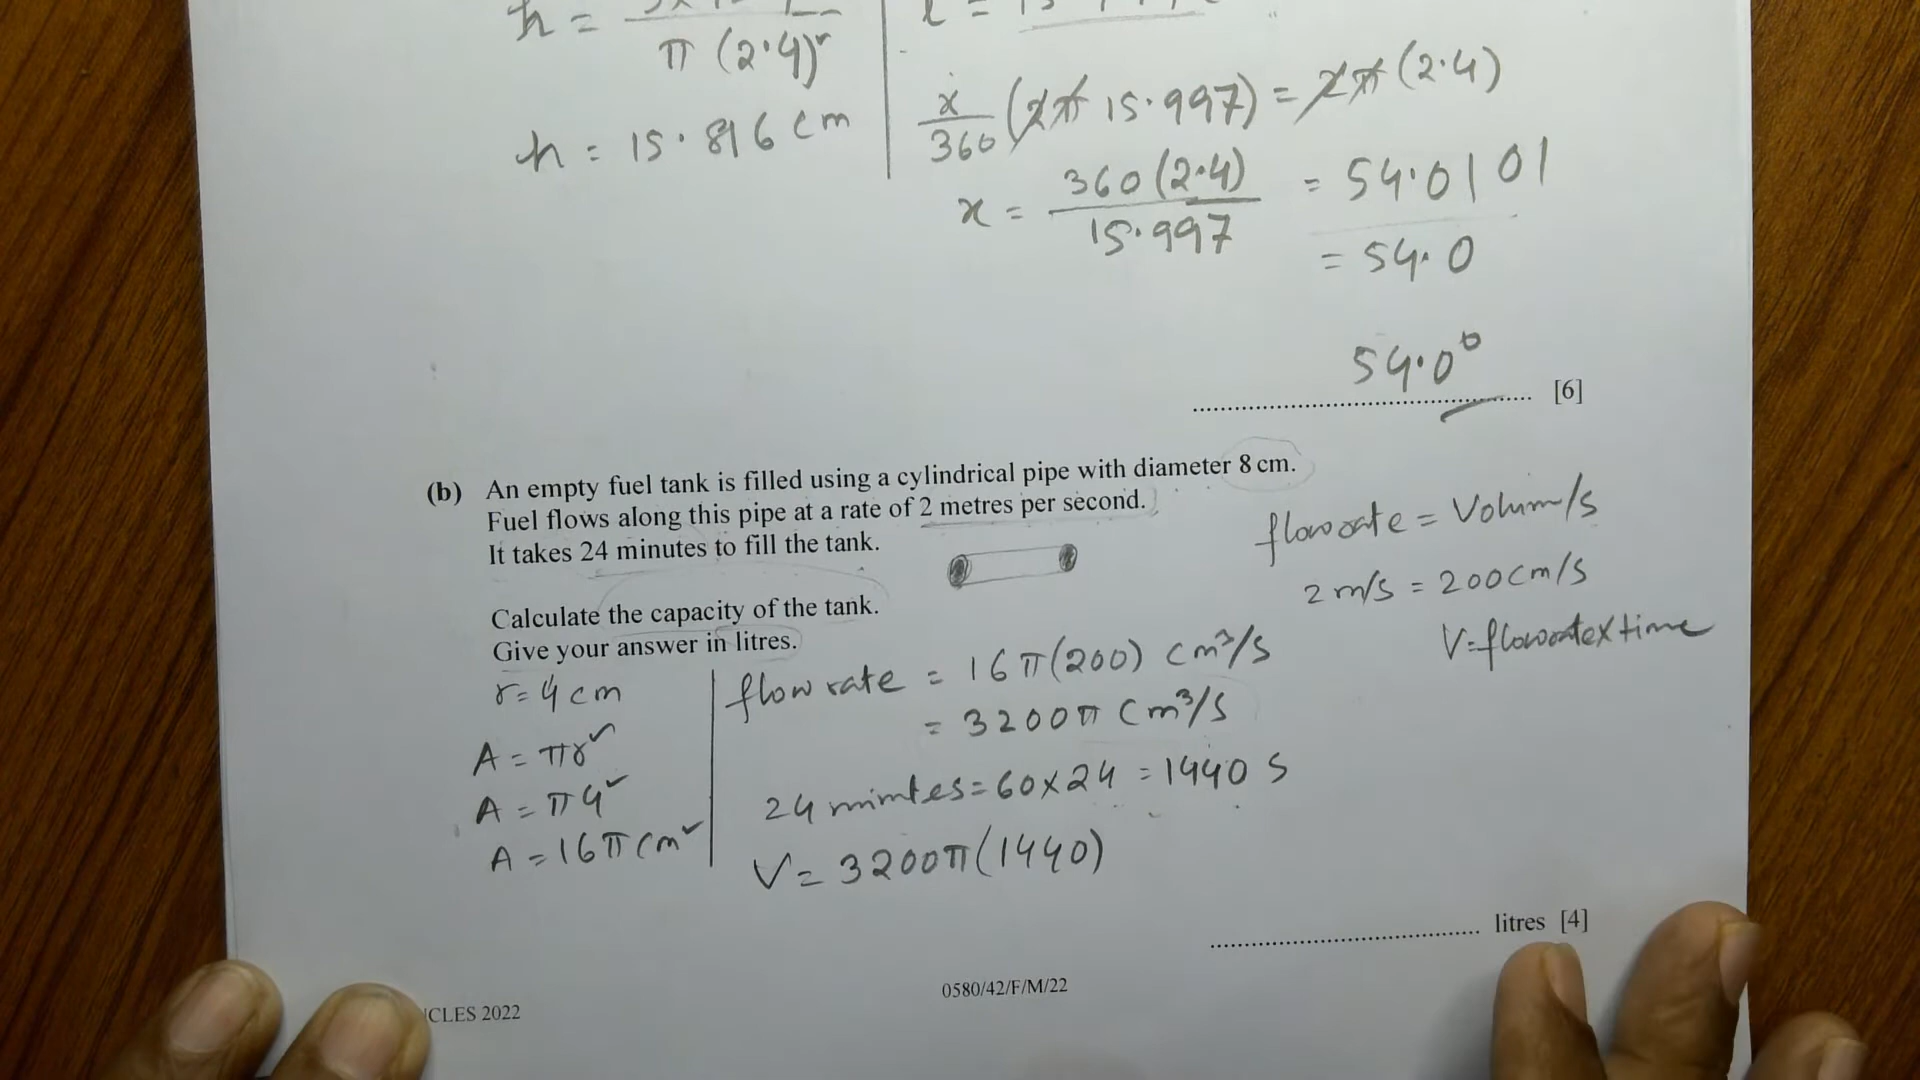 h =
π (2.4)²
h = 15.816 cm
x/360 (2π 15.997) = 2π (2.4)
x = 360 (2.4)/15.997 = 54.0101
= 54.0
54.0°
[6]
(b) An empty fuel tank is filled using a cylindrical pipe with diameter 8 cm.
Fuel flows along this pipe at a rate of 2 metres per second.
It takes 24 minutes to fill the tank.
flowrate = Volum/s
2 m/s = 200 cm/s
V = flowrate x time
Calculate the capacity of the tank.
Give your answer in litres.
r = 4 cm
A = πr²
A = π4²
A = 16π cm²
flow rate = 16π(200) cm³/s
= 3200π cm³/s
24 mintes = 60 x 24 = 1440 s
V = 3200π(1440)
litres [4]
CLES 2022
0580/42/F/M/22